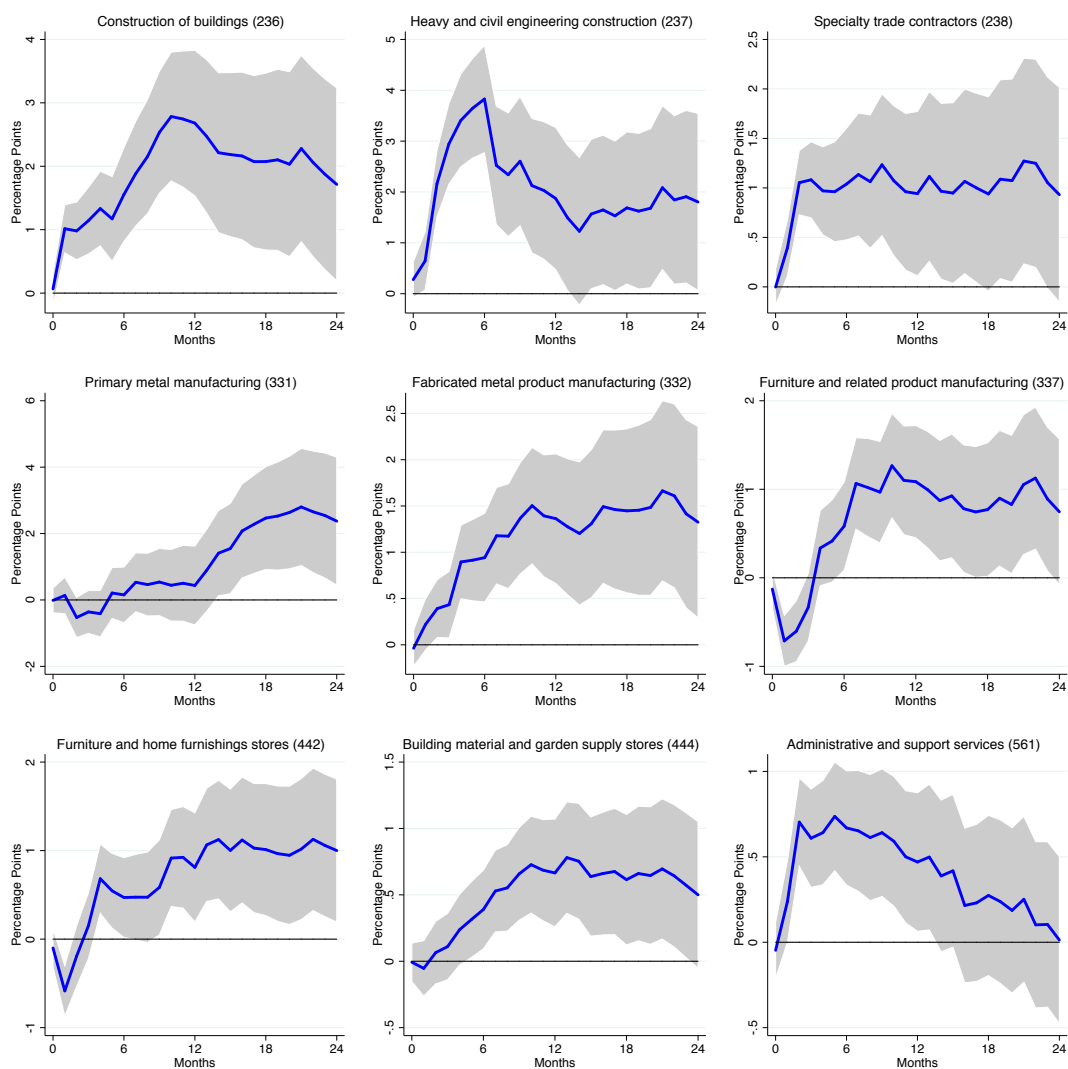 Construction of buildings (236)
Percentage Points
4
3
2
1
0
0 6 12 18 24
Months
Heavy and civil engineering construction (237)
Percentage Points
5
4
3
2
1
0
0 6 12 18 24
Months
Specialty trade contractors (238)
Percentage Points
2.5
2
1.5
1
.5
0
0 6 12 18 24
Months
Primary metal manufacturing (331)
Percentage Points
6
4
2
0
-2
0 6 12 18 24
Months
Fabricated metal product manufacturing (332)
Percentage Points
2.5
2
1.5
1
.5
0
0 6 12 18 24
Months
Furniture and related product manufacturing (337)
Percentage Points
2
1
0
-1
0 6 12 18 24
Months
Furniture and home furnishings stores (442)
Percentage Points
2
1
0
-1
0 6 12 18 24
Months
Building material and garden supply stores (444)
Percentage Points
1.5
1
.5
0
-.5
0 6 12 18 24
Months
Administrative and support services (561)
Percentage Points
1
.5
0
-.5
0 6 12 18 24
Months